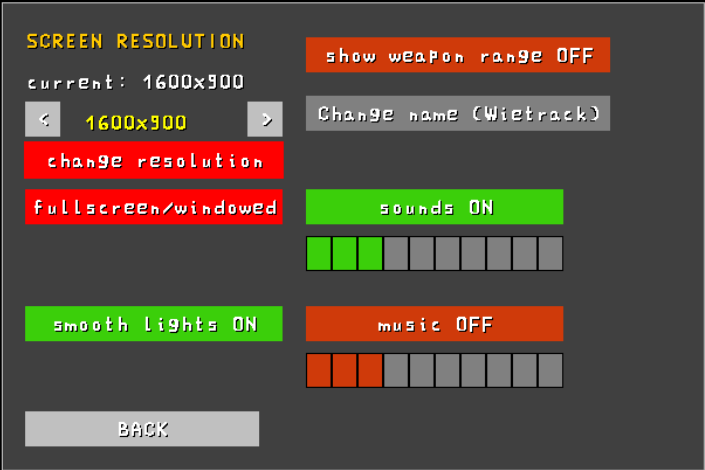 SCREEN RESOLUTION
current: 1600x900
< 1600x900 >
change resolution
fullscreen/windowed
smooth lights ON
BACK
show weapon range OFF
Change name (Wietrack)
sounds ON
music OFF